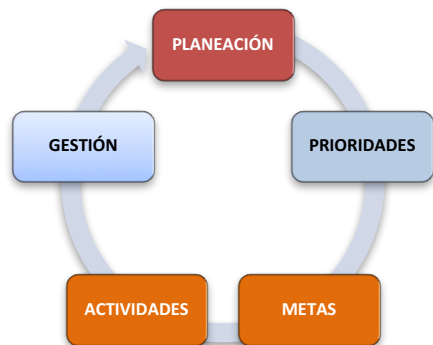 PLANEACIÓN
PRIORIDADES
METAS
ACTIVIDADES
GESTIÓN